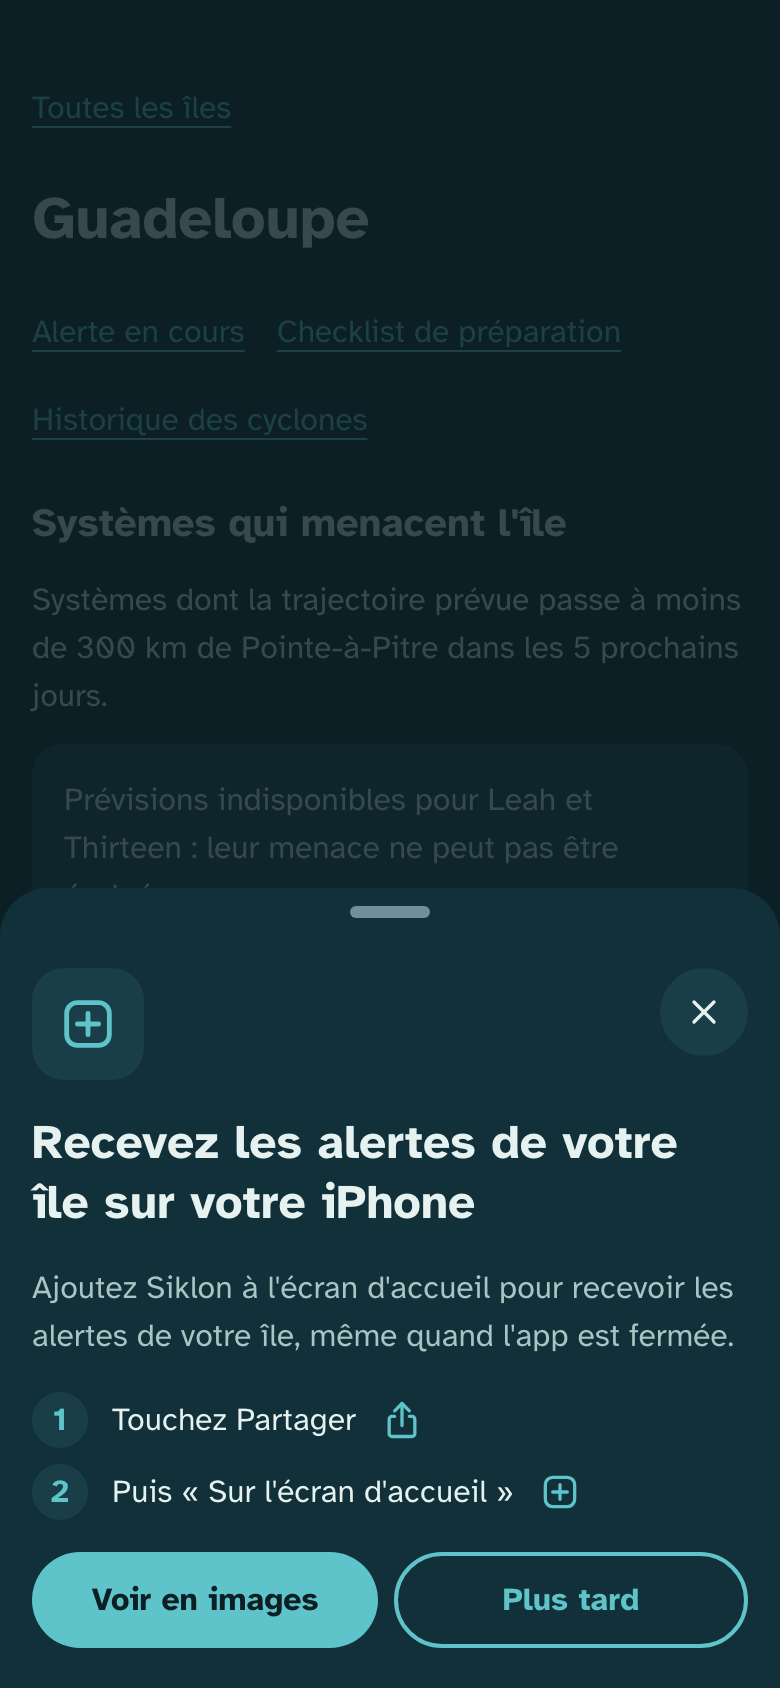 Toutes les îles
Guadeloupe
Alerte en cours Checklist de préparation
Historique des cyclones
Systèmes qui menacent l'île
Systèmes dont la trajectoire prévue passe à moins
de 300 km de Pointe-à-Pitre dans les 5 prochains
jours.
Prévisions indisponibles pour Leah et
Thirteen : leur menace ne peut pas être
Recevez les alertes de votre
île sur votre iPhone
Ajoutez Siklon à l'écran d'accueil pour recevoir les
alertes de votre île, même quand l'app est fermée.
1 Touchez Partager
2 Puis « Sur l'écran d'accueil »
Voir en images Plus tard